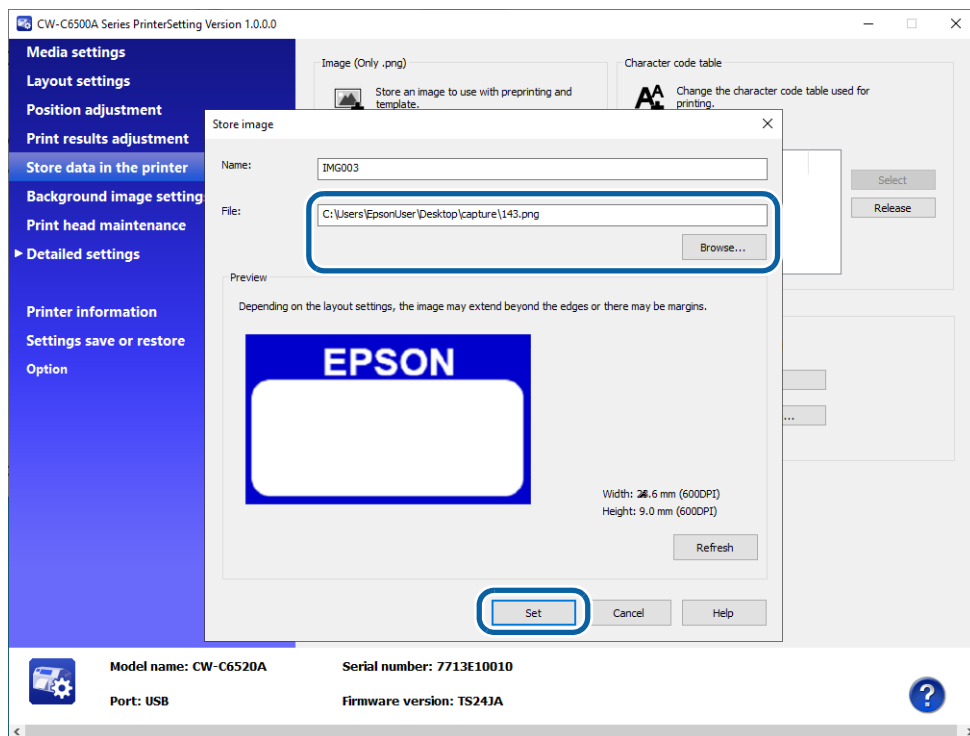 CW-C6500A Series PrinterSetting Version 1.0.0.0
Media settings
Layout settings
Position adjustment
Print results adjustment
Store data in the printer
Background image setting
Print head maintenance
Detailed settings
Printer information
Settings save or restore
Option
Image (Only .png)
Store an image to use with preprinting and
template.
Character code table
Change the character code table used for
printing.
Select
Release
...
Store image
Name:
IMG003
File:
C:\Users\EpsonUser\Desktop\capture\143.png
Browse...
Preview
Depending on the layout settings, the image may extend beyond the edges or there may be margins.
EPSON
Width: .6 mm (600DPI)
Height: 9.0 mm (600DPI)
Refresh
Set
Cancel
Help
Model name: CW-C6520A
Serial number: 7713E10010
Port: USB
Firmware version: TS24JA
?